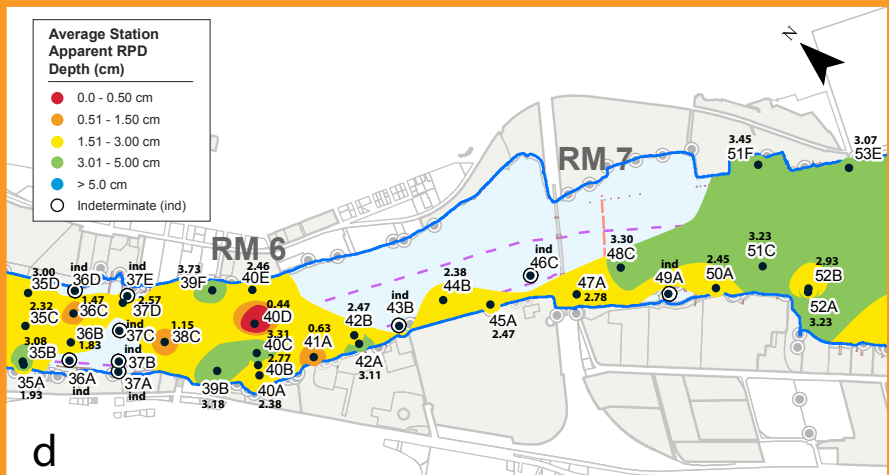 Average Station
Apparent RPD
Depth (cm)
0.0 - 0.50 cm
0.51 - 1.50 cm
1.51 - 3.00 cm
3.01 - 5.00 cm
> 5.0 cm
Indeterminate (ind)
N
RM 7
RM 6
3.45
51F
3.07
53E
3.00
35D
ind
36D
ind
37E
3.73
39F
2.46
40E
ind
46C
3.30
48C
3.23
51C
2.93
52B
52A
3.23
2.32
35C
1.47
36C
2.57
37D
0.44
40D
2.38
44B
45A
2.47
47A
2.78
ind
49A
2.45
50A
36B
1.83
ind
37C
1.15
38C
3.31
40C
2.77
40B
40A
2.38
0.63
41A
2.47
42B
42A
3.11
ind
43B
3.08
35B
35A
1.93
36A
ind
ind
37B
37A
ind
39B
3.18
d